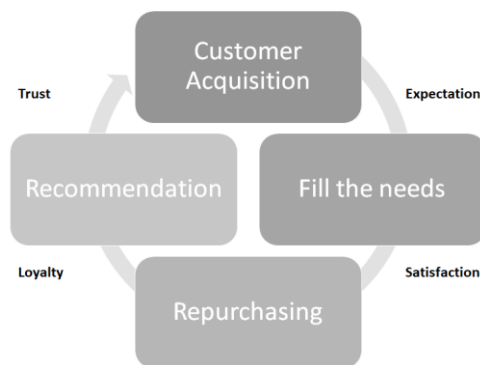 Customer
Acquisition
Trust
Expectation
Recommendation
Fill the needs
Loyalty
Satisfaction
Repurchasing